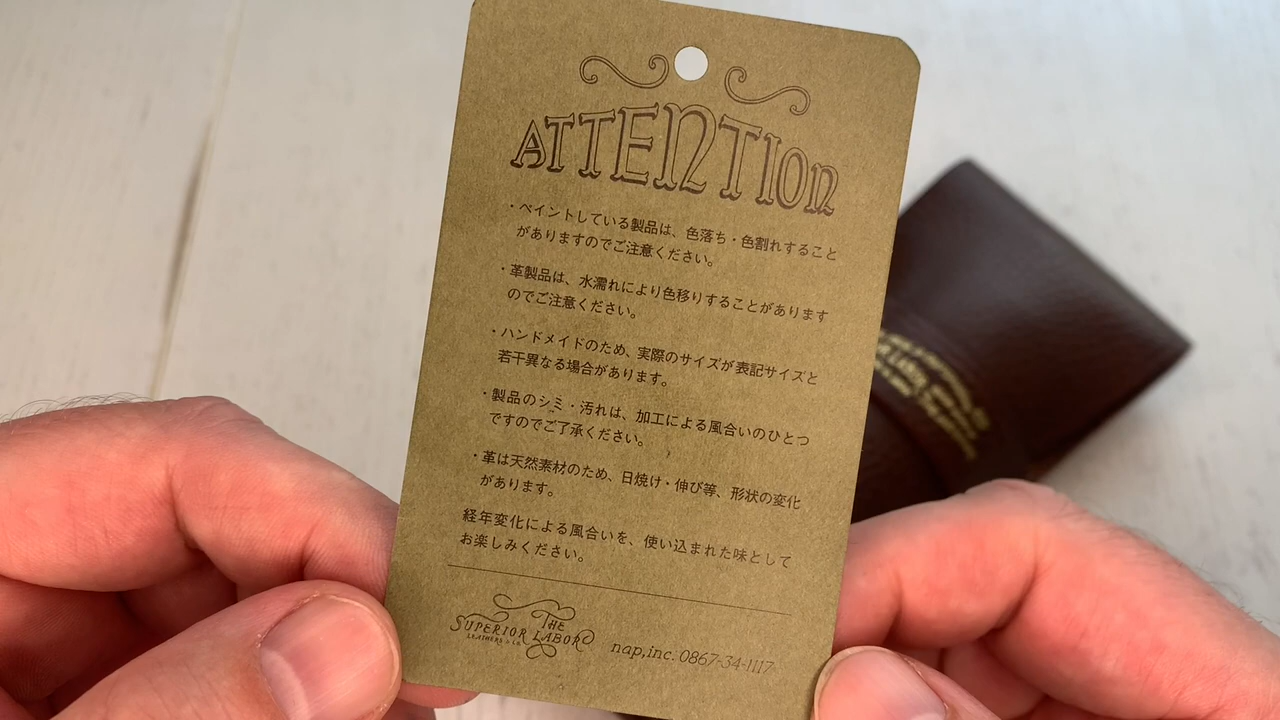 ATTENTION
・ペイントしている製品は、色落ち・色割れすること
がありますのでご注意ください。
・革製品は、水濡れにより色移りすることがあります
のでご注意ください。
・ハンドメイドのため、実際のサイズが表記サイズと
若干異なる場合があります。
・製品のシミ・汚れは、加工による風合いのひとつ
ですのでご了承ください。
・革は天然素材のため、日焼け・伸び等、形状の変化
があります。
経年変化による風合いを、使い込まれた味として
お楽しみください。
THE
SUPERIOR LABOR
LEATHERS & Co.
nap,inc. 0867-34-1117